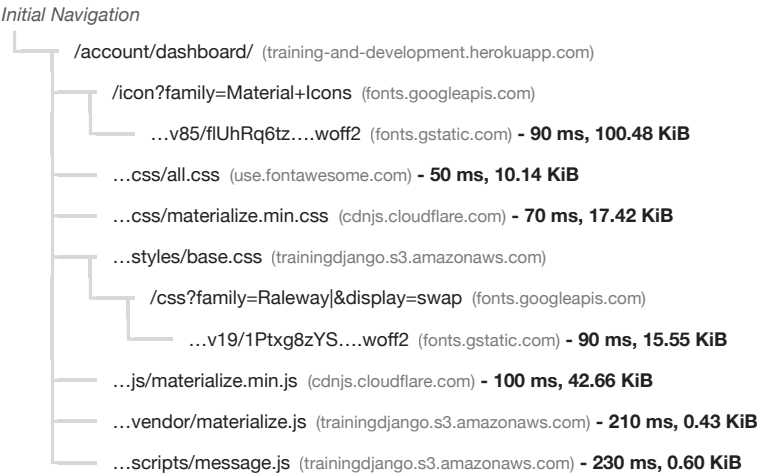 Initial Navigation
/account/dashboard/ (training-and-development.herokuapp.com)
/icon?family=Material+Icons (fonts.googleapis.com)
…v85/flUhRq6tz….woff2 (fonts.gstatic.com) - 90 ms, 100.48 KiB
…css/all.css (use.fontawesome.com) - 50 ms, 10.14 KiB
…css/materialize.min.css (cdnjs.cloudflare.com) - 70 ms, 17.42 KiB
…styles/base.css (trainingdjango.s3.amazonaws.com)
/css?family=Raleway|&display=swap (fonts.googleapis.com)
…v19/1Ptxg8zYS….woff2 (fonts.gstatic.com) - 90 ms, 15.55 KiB
…js/materialize.min.js (cdnjs.cloudflare.com) - 100 ms, 42.66 KiB
…vendor/materialize.js (trainingdjango.s3.amazonaws.com) - 210 ms, 0.43 KiB
…scripts/message.js (trainingdjango.s3.amazonaws.com) - 230 ms, 0.60 KiB